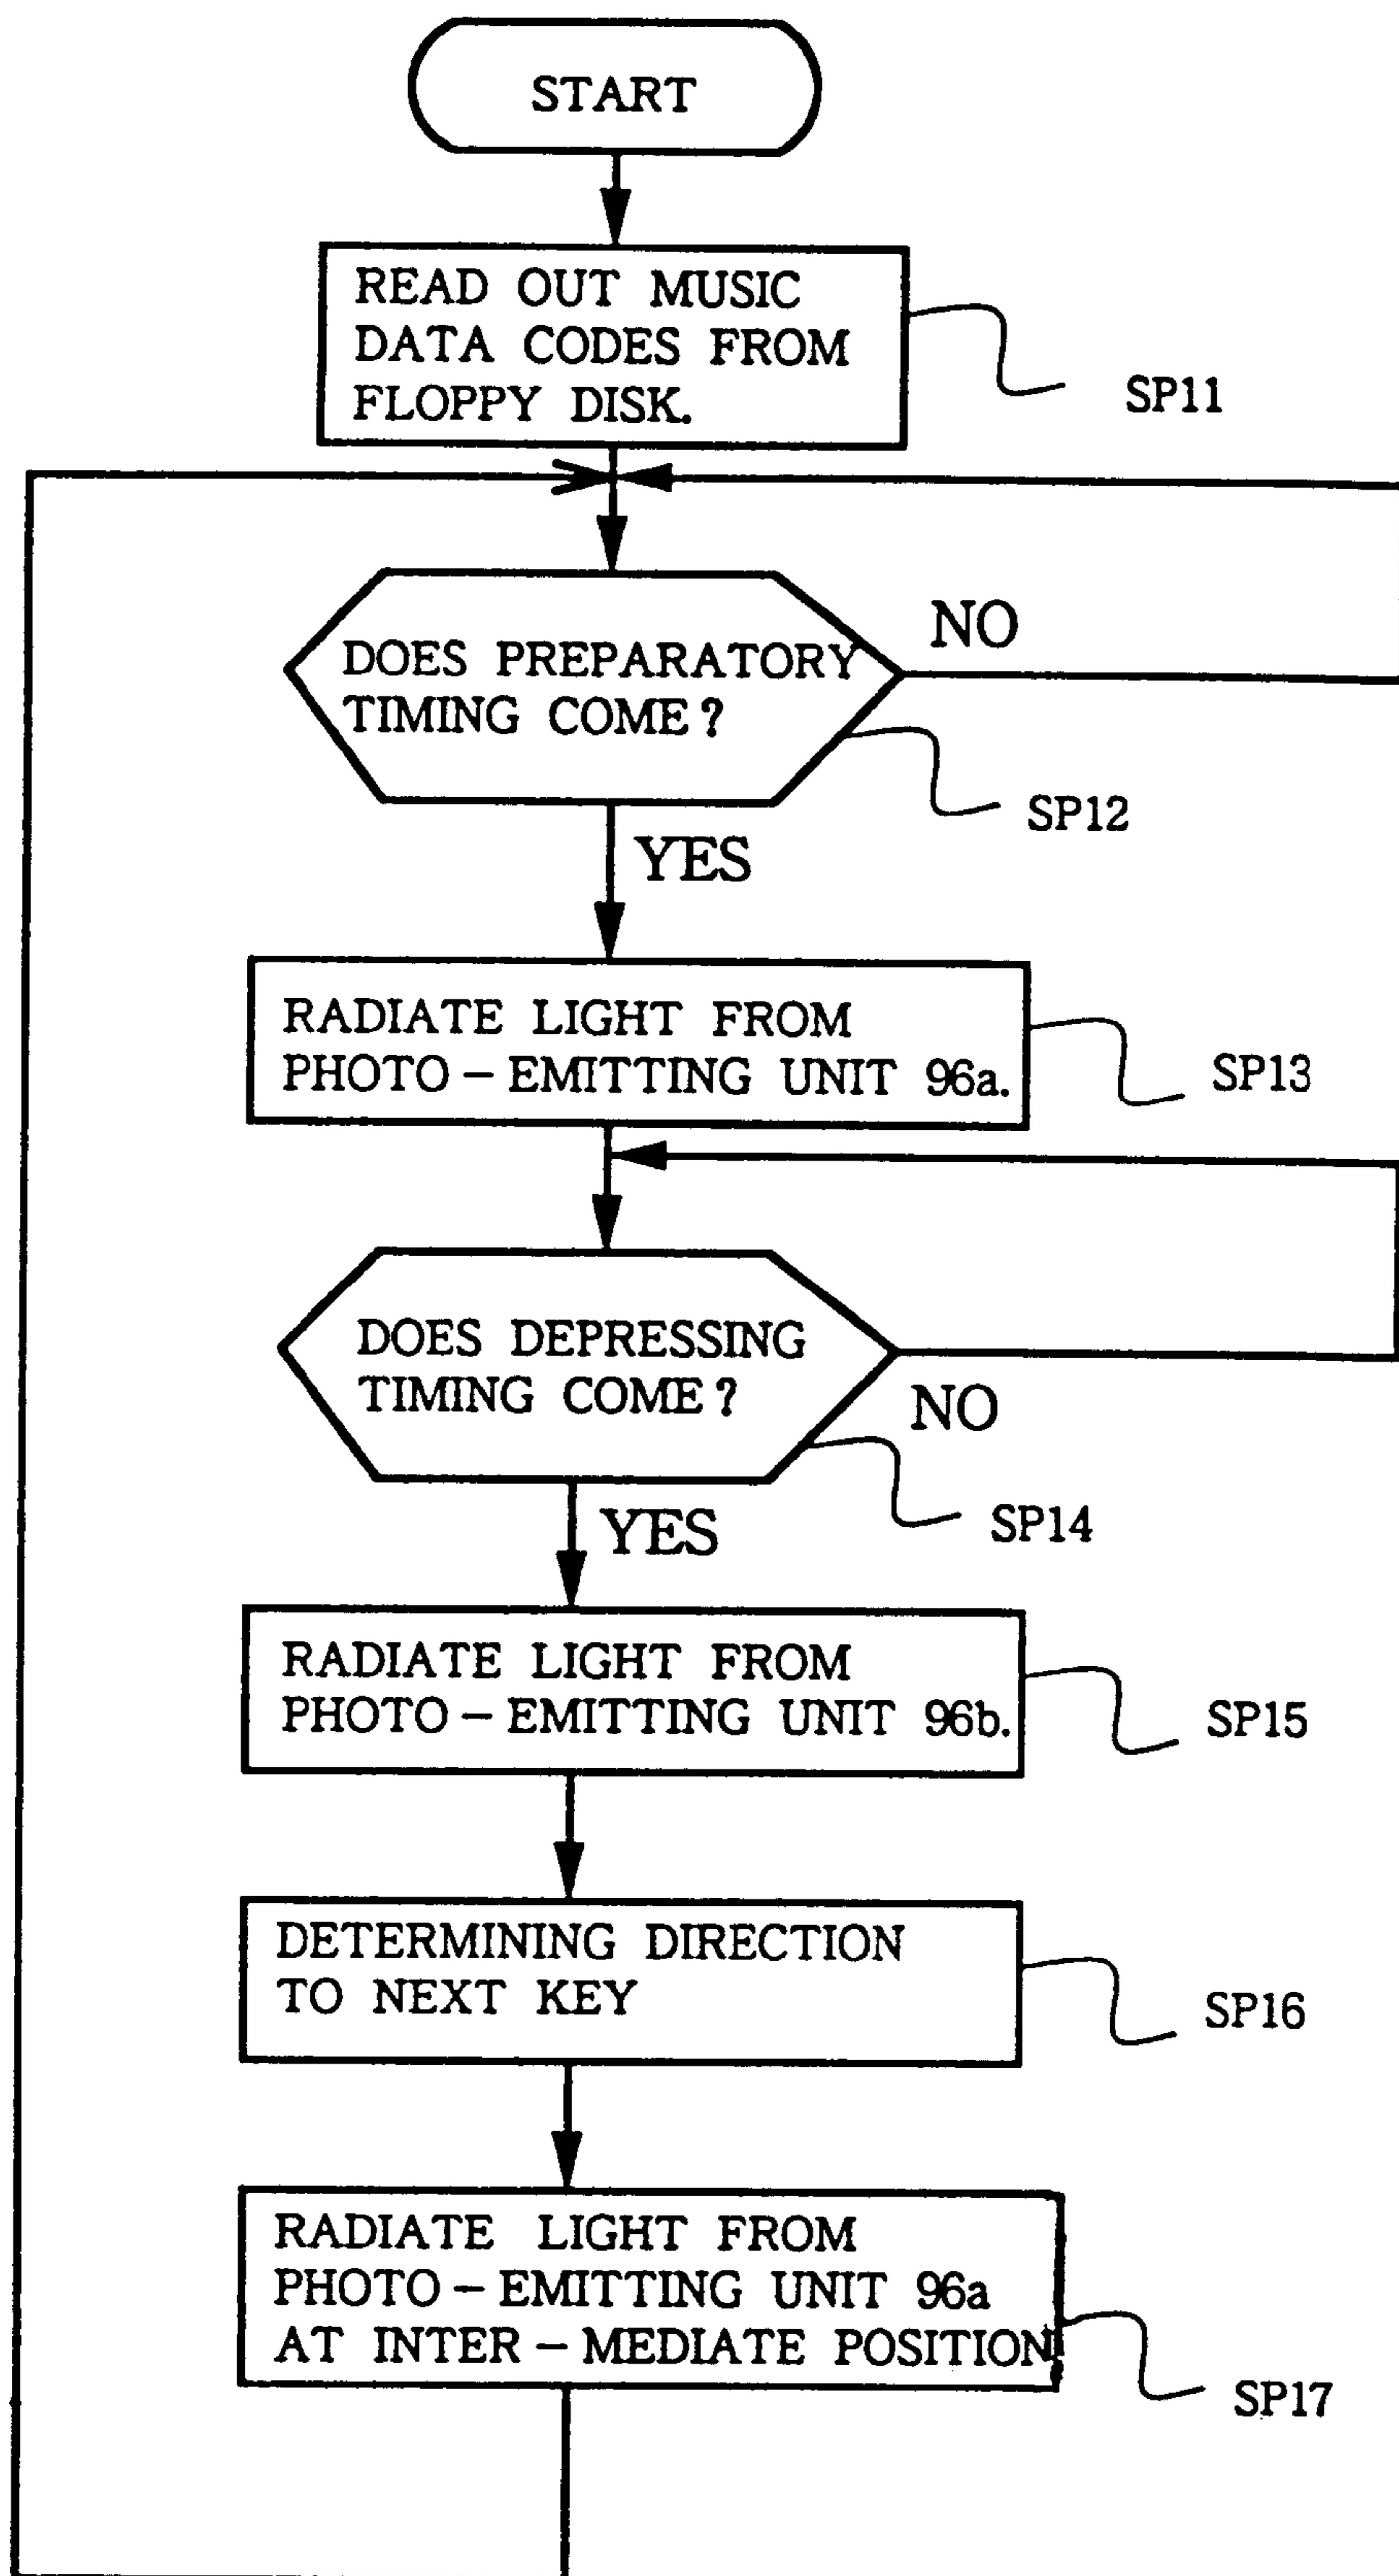 START
READ OUT MUSIC
DATA CODES FROM
FLOPPY DISK.
SP11
DOES PREPARATORY
TIMING COME?
NO
SP12
YES
RADIATE LIGHT FROM
PHOTO-EMITTING UNIT 96a.
SP13
DOES DEPRESSING
TIMING COME?
NO
SP14
YES
RADIATE LIGHT FROM
PHOTO-EMITTING UNIT 96b.
SP15
DETERMINING DIRECTION
TO NEXT KEY
SP16
RADIATE LIGHT FROM
PHOTO-EMITTING UNIT 96a
AT INTER-MEDIATE POSITION
SP17